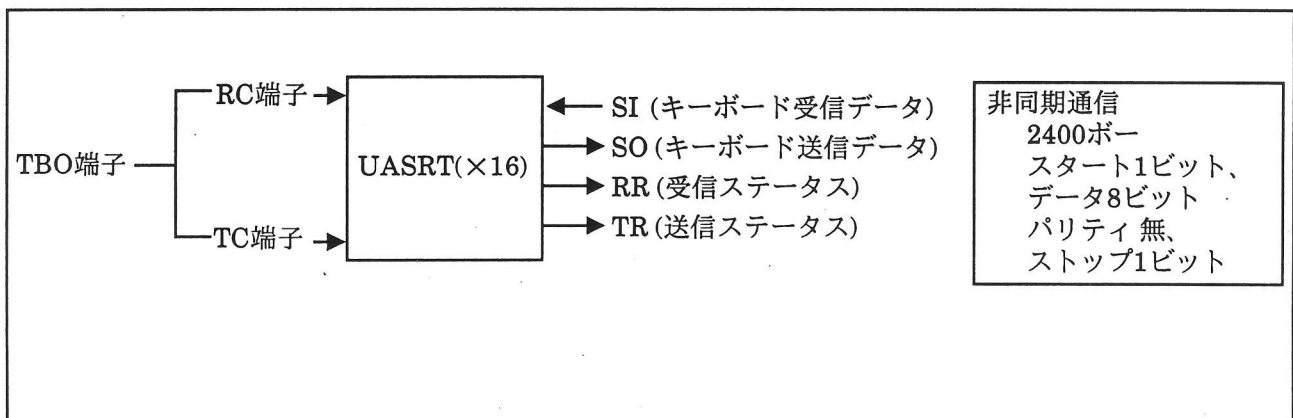 TBO端子
RC端子
TC端子
UASRT(×16)
SI (キーボード受信データ)
SO (キーボード送信データ)
RR (受信ステータス)
TR (送信ステータス)
非同期通信
2400ボー
スタート1ビット、
データ8ビット
パリティ 無、
ストップ1ビット